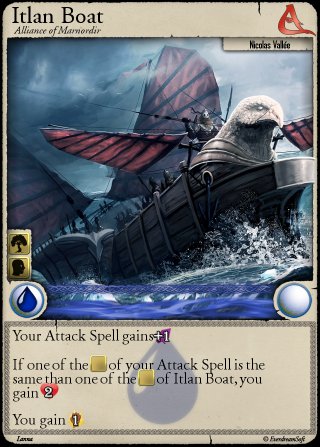 Itlan Boat
Alliance of Marnordir
Nicolas Vallée
Your Attack Spell gains +1
If one of the of your Attack Spell is the
same than one of the of Itlan Boat, you
gain 2
You gain 1
Lanna
© EverdreamSoft